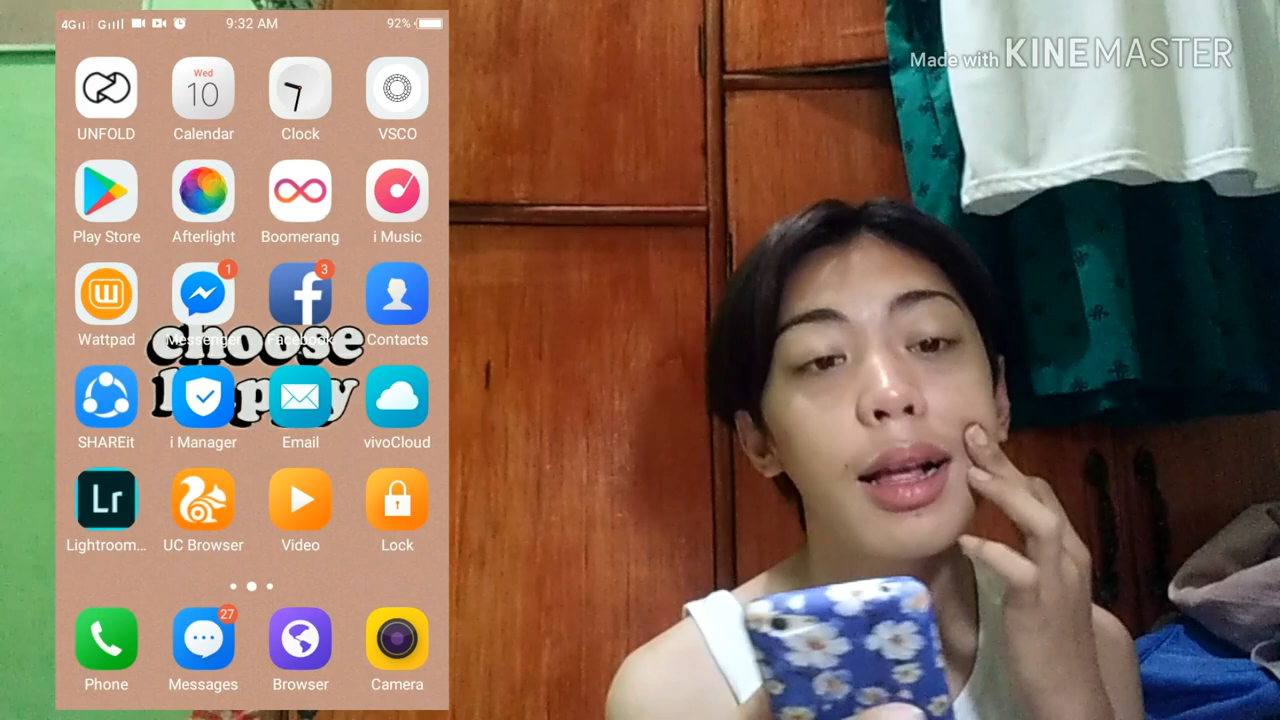 4G G 9:32 AM 92%
Made with KINEMASTER
Wed
10
UNFOLD Calendar Clock VSCO
Play Store Afterlight Boomerang i Music
1 3
Wattpad Messenger Facebook Contacts
choose
happy
SHAREit i Manager Email vivoCloud
Lr
Lightroom... UC Browser Video Lock
27
Phone Messages Browser Camera